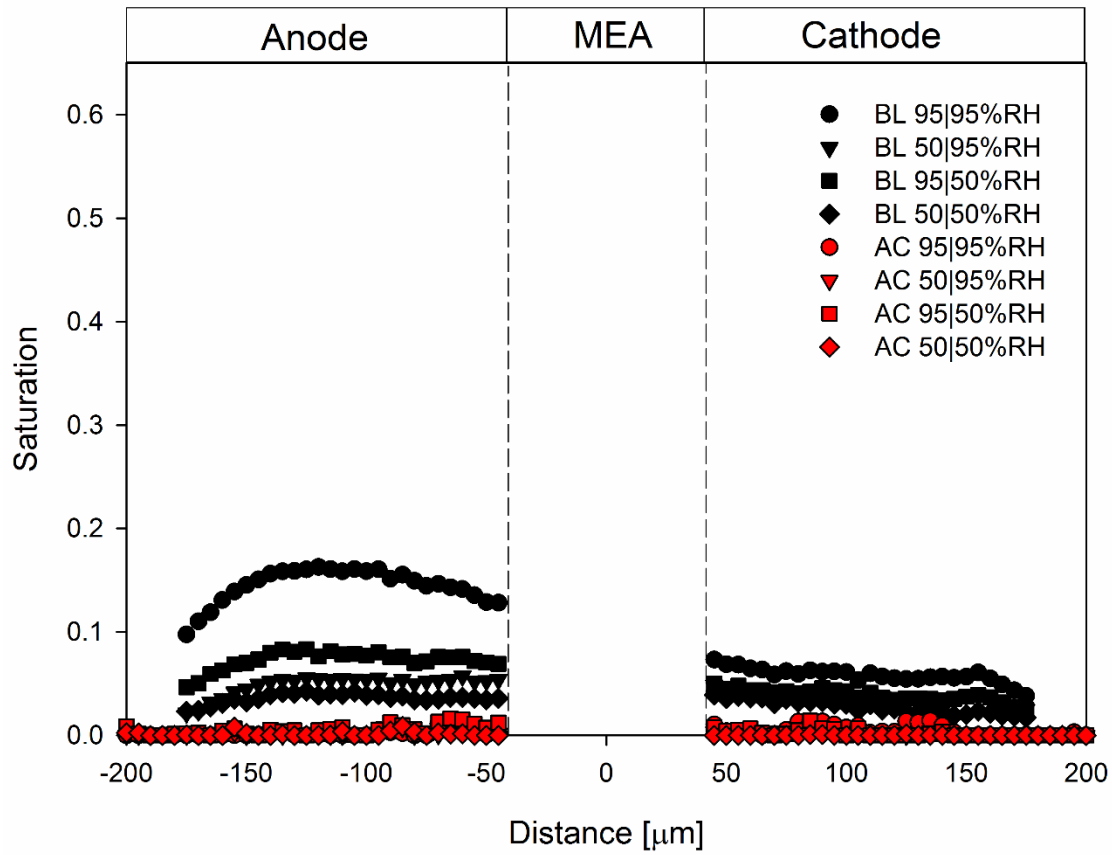 Anode MEA Cathode
0.6
0.5
0.4
0.3
0.2
0.1
0.0
Saturation
BL 95|95%RH
BL 50|95%RH
BL 95|50%RH
BL 50|50%RH
AC 95|95%RH
AC 50|95%RH
AC 95|50%RH
AC 50|50%RH
-200 -150 -100 -50 0 50 100 150 200
Distance [μm]